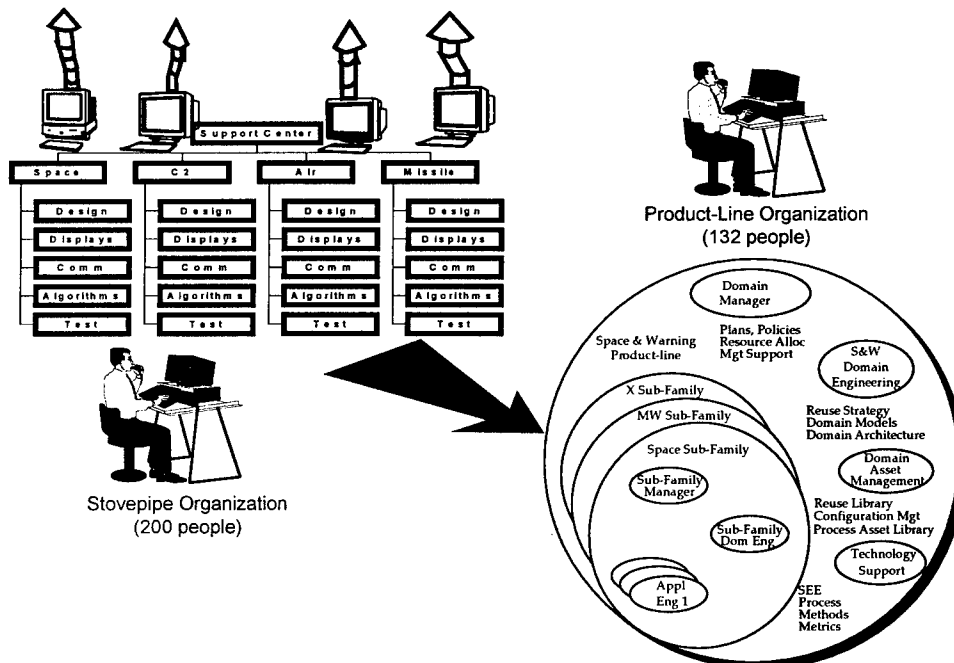 Support Center
Space
C2
Air
Missile
Design
Design
Design
Design
Displays
Displays
Displays
Displays
Comm
Comm
Comm
Comm
Algorithms
Algorithms
Algorithms
Algorithms
Test
Test
Test
Test
Stovepipe Organization
(200 people)
Product-Line Organization
(132 people)
Domain
Manager
Plans, Policies
Resource Alloc
Mgt Support
Space & Warning
Product-line
S&W
Domain
Engineering
Reuse Strategy
Domain Models
Domain Architecture
Domain
Asset
Management
Reuse Library
Configuration Mgt
Process Asset Library
Technology
Support
SEE
Process
Methods
Metrics
X Sub-Family
MW Sub-Family
Space Sub-Family
Sub-Family
Manager
Sub-Family
Dom Eng
Appl
Eng 1